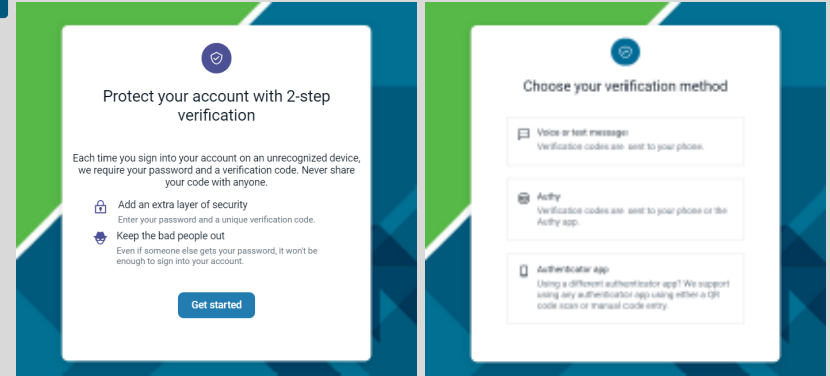 Protect your account with 2-step
verification
Each time you sign into your account on an unrecognized device,
we require your password and a verification code. Never share
your code with anyone.
Add an extra layer of security
Enter your password and a unique verification code.
Keep the bad people out
Even if someone else gets your password, it won't be
enough to sign into your account.
Get started
Choose your verification method
Voice or text message
Verification codes are sent to your phone.
Authy
Verification codes are sent to your phone or the
Authy app.
Authenticator app
Using a different authenticator app? We support
using any authenticator app using either a QR
code scan or manual code entry.